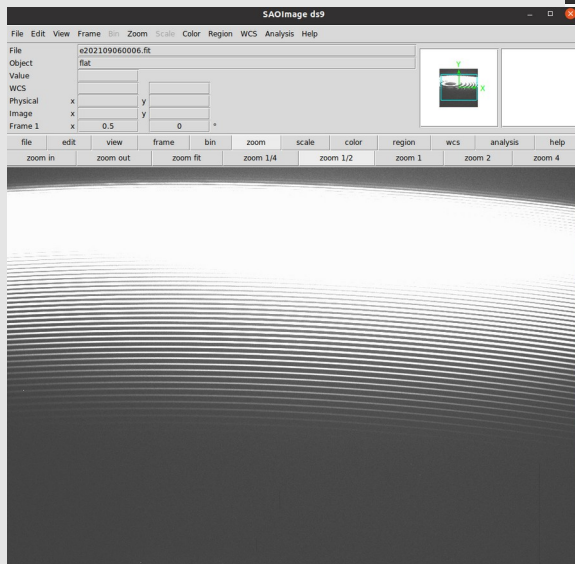 SAOImage ds9
File Edit View Frame Bin Zoom Scale Color Region WCS Analysis Help
File e202109060006.fit
Object flat
Value
WCS
Physical x y
Image x y
Frame 1 x 0.5 0 °
Y
X
file edit view frame bin zoom scale color region wcs analysis help
zoom in zoom out zoom fit zoom 1/4 zoom 1/2 zoom 1 zoom 2 zoom 4